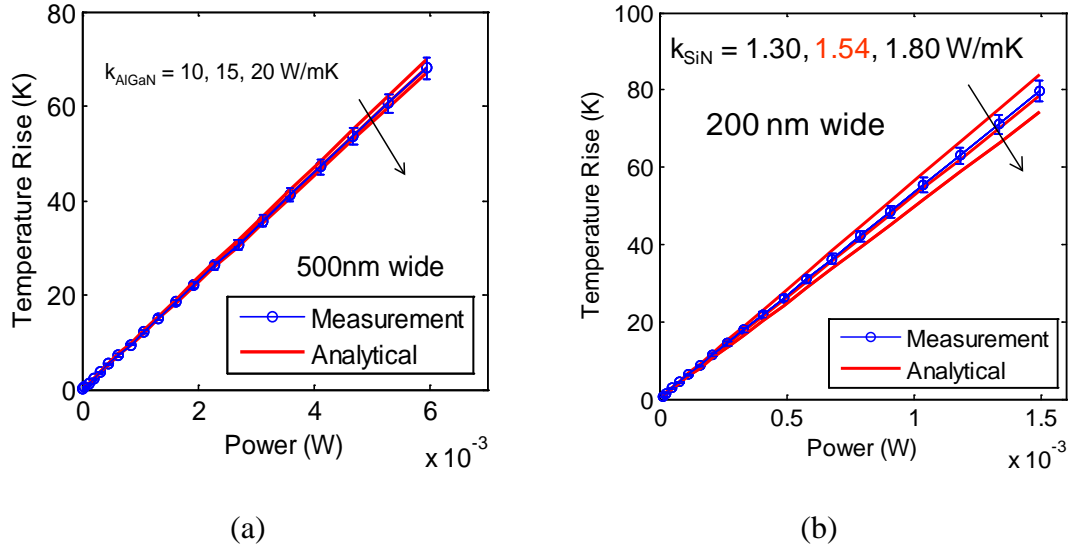 80
60
40
20
0
Temperature Rise (K)
k_AlGaN = 10, 15, 20 W/mK
500nm wide
Measurement
Analytical
0 2 4 6
Power (W)
x 10^-3
(a)
100
80
60
40
20
0
Temperature Rise (K)
k_SiN = 1.30, 1.54, 1.80 W/mK
200 nm wide
Measurement
Analytical
0 0.5 1 1.5
Power (W)
x 10^-3
(b)